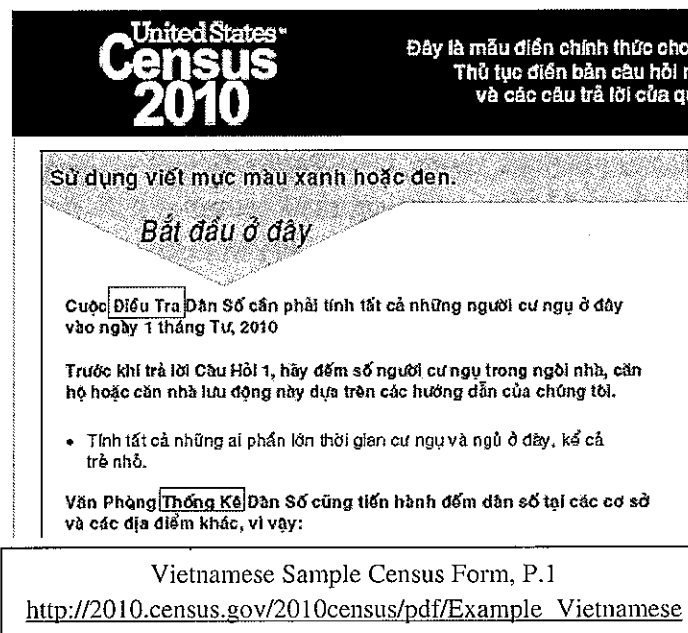 United States™
Census
2010
Đây là mẫu điền chính thức cho
Thủ tục điền bản câu hỏi
và các câu trả lời của
Sử dụng viết mực màu xanh hoặc đen.
Bắt đầu ở đây
Cuộc Điều Tra Dân Số cần phải tính tất cả những người cư ngụ ở đây
vào ngày 1 tháng Tư, 2010
Trước khi trả lời Câu Hỏi 1, hãy đếm số người cư ngụ trong ngôi nhà, căn
hộ hoặc căn nhà lưu động này dựa trên các hướng dẫn của chúng tôi.
• Tính tất cả những ai phần lớn thời gian cư ngụ và ngủ ở đây, kể cả
trẻ nhỏ.
Văn Phòng Thống Kê Dân Số cũng tiến hành đếm dân số tại các cơ sở
và các địa điểm khác, vì vậy:
Vietnamese Sample Census Form, P.1
http://2010.census.gov/2010census/pdf/Example_Vietnamese